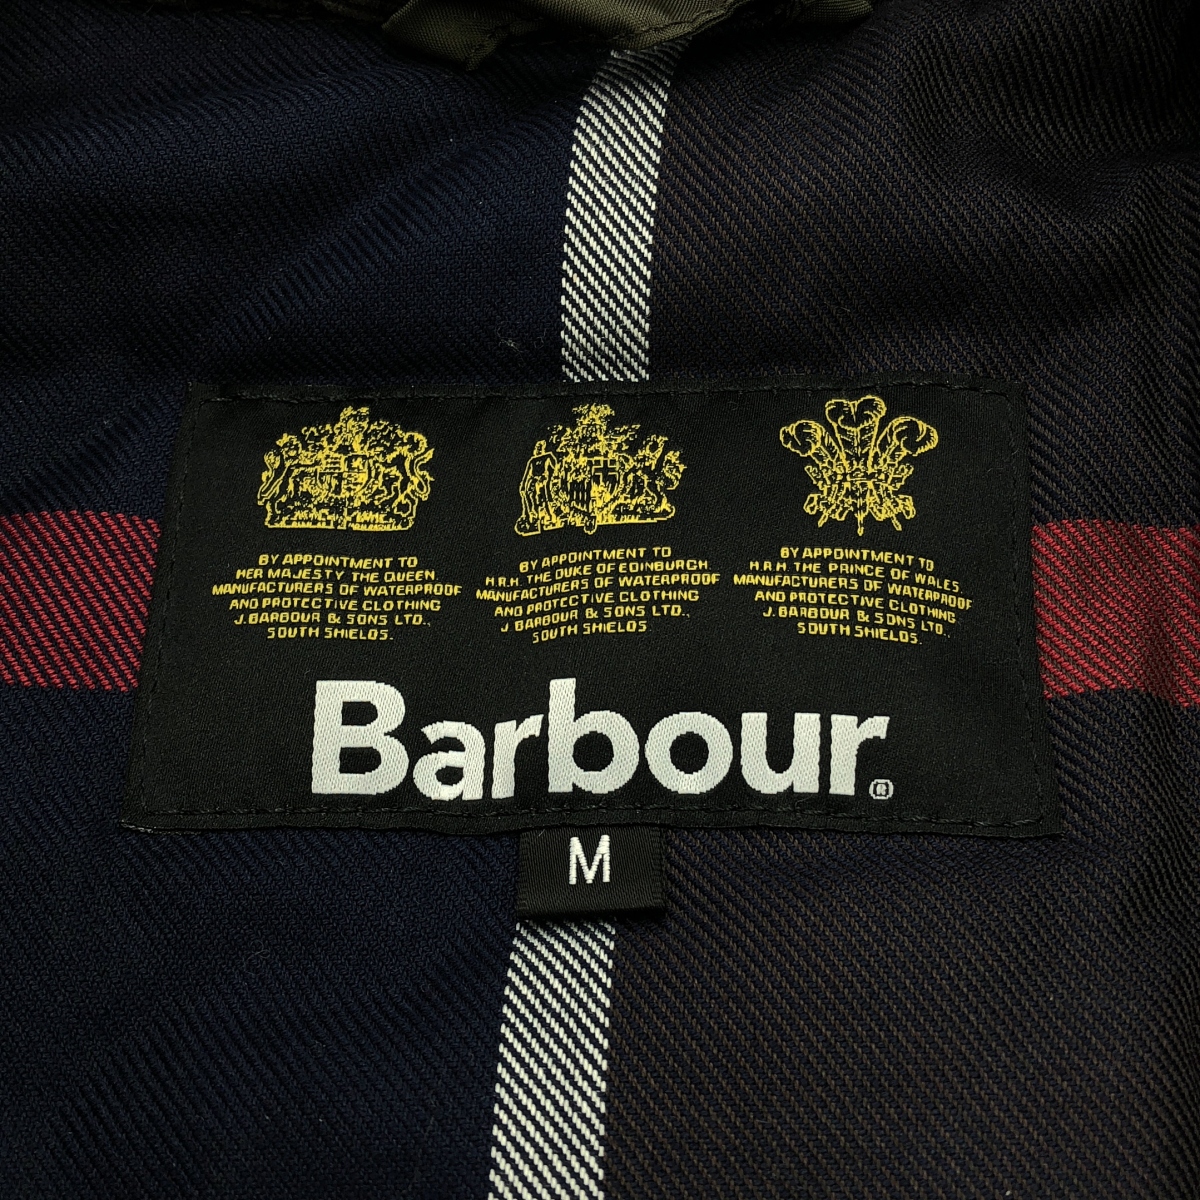 BY APPOINTMENT TO
HER MAJESTY THE QUEEN
MANUFACTURERS OF WATERPROOF
AND PROTECTIVE CLOTHING
J. BARBOUR & SONS LTD.,
SOUTH SHIELDS.
BY APPOINTMENT TO
H.R.H. THE DUKE OF EDINBURGH
MANUFACTURERS OF WATERPROOF
AND PROTECTIVE CLOTHING
J. BARBOUR & SONS LTD.,
SOUTH SHIELDS.
BY APPOINTMENT TO
H.R.H. THE PRINCE OF WALES
MANUFACTURERS OF WATERPROOF
AND PROTECTIVE CLOTHING
J. BARBOUR & SONS LTD.,
SOUTH SHIELDS.
Barbour®
M